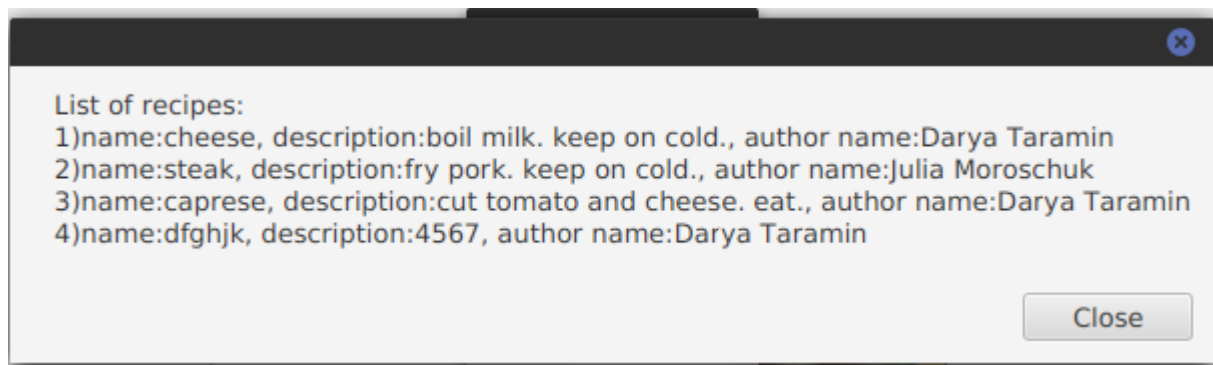 List of recipes:
1)name:cheese, description:boil milk. keep on cold., author name:Darya Taramin
2)name:steak, description:fry pork. keep on cold., author name:Julia Moroschuk
3)name:caprese, description:cut tomato and cheese. eat., author name:Darya Taramin
4)name:dfghjk, description:4567, author name:Darya Taramin
Close